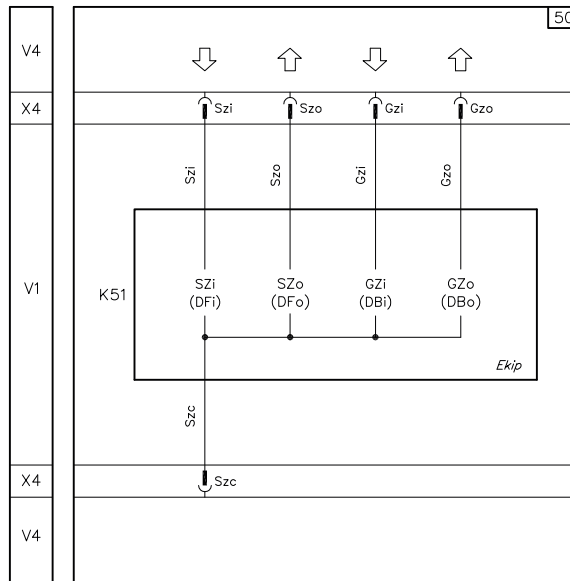 50
V4
X4
Szi
Szo
Gzi
Gzo
Szi
Szo
Gzi
Gzo
V1
K51
SZi
(DFi)
SZo
(DFo)
GZi
(DBi)
GZo
(DBo)
Ekip
Szc
X4
Szc
V4